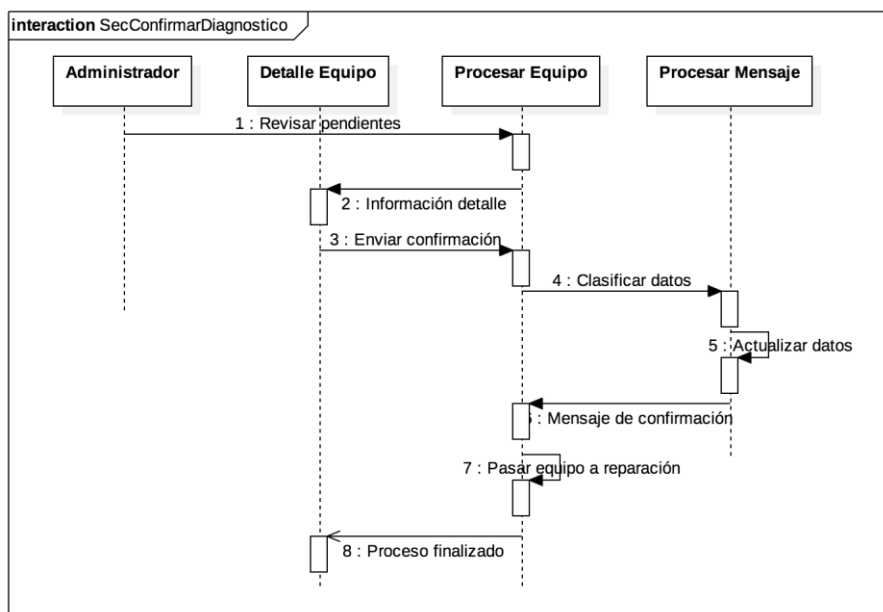 interaction SecConfirmarDiagnostico
Administrador
Detalle Equipo
Procesar Equipo
Procesar Mensaje
1 : Revisar pendientes
2 : Información detalle
3 : Enviar confirmación
4 : Clasificar datos
5 : Actualizar datos
6 : Mensaje de confirmación
7 : Pasar equipo a reparación
8 : Proceso finalizado